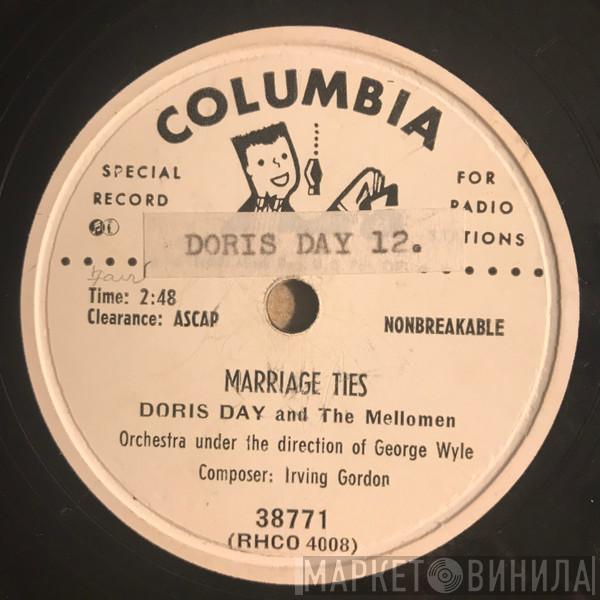 COLUMBIA
SPECIAL
RECORD
FOR
RADIO
TIONS
DORIS DAY 12.
Fair
Time: 2:48
Clearance: ASCAP
NONBREAKABLE
MARRIAGE TIES
DORIS DAY and The Mellomen
Orchestra under the direction of George Wyle
Composer: Irving Gordon
38771
(RHCO 4008)
МАРКЕТ ВИНИЛА